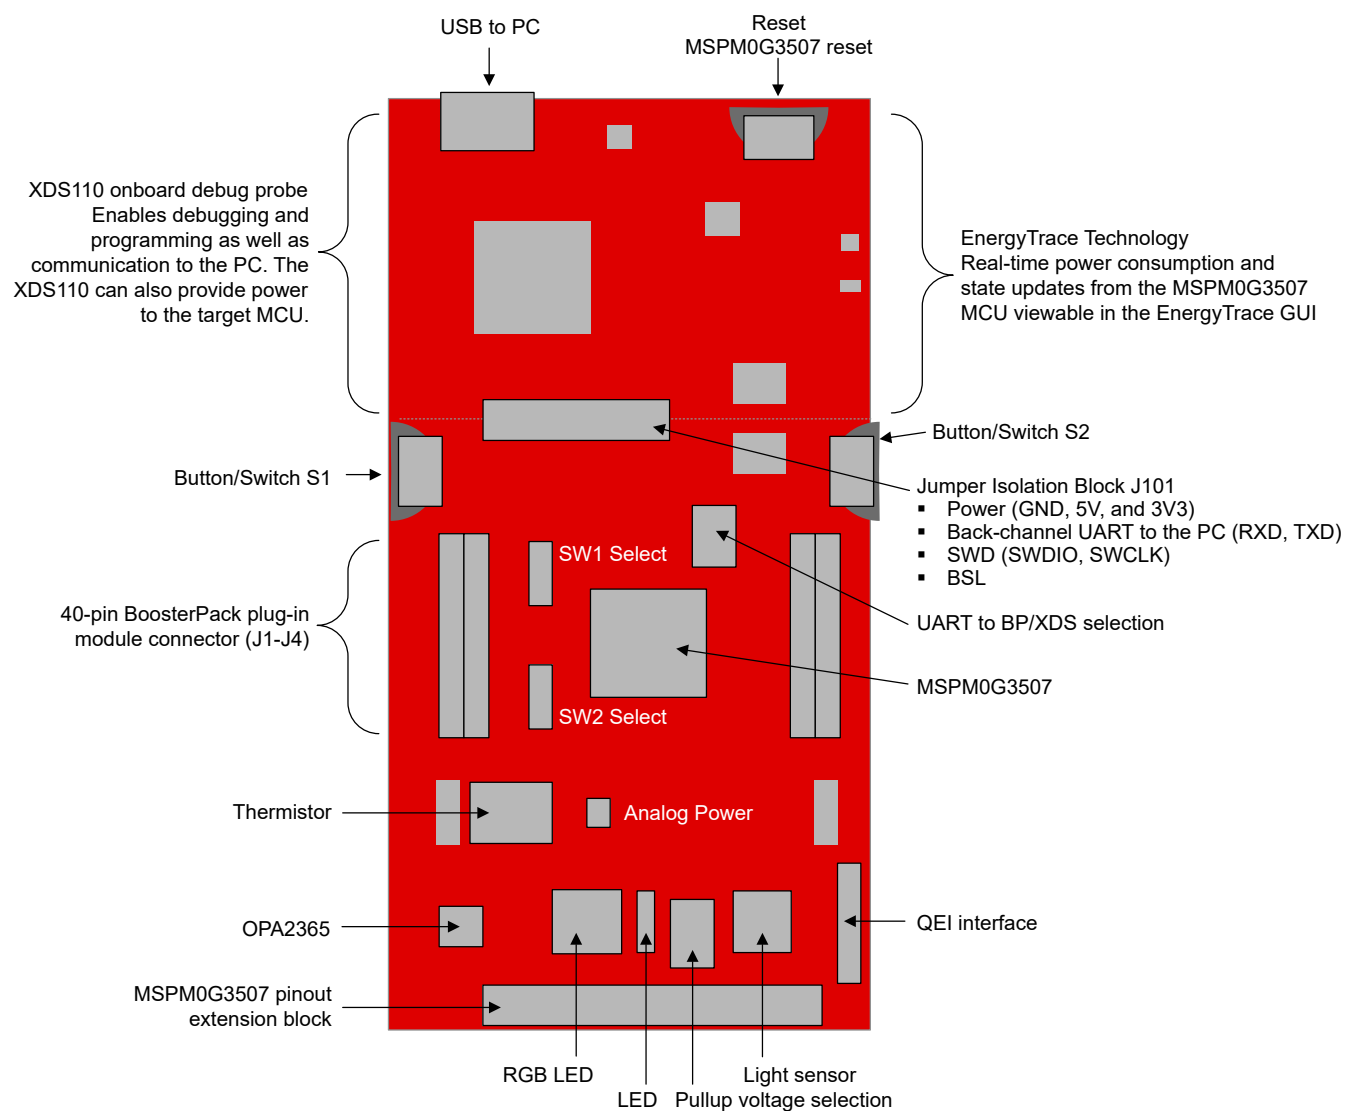 USB to PC
Reset
MSPM0G3507 reset
XDS110 onboard debug probe
Enables debugging and
programming as well as
communication to the PC. The
XDS110 can also provide power
to the target MCU.
EnergyTrace Technology
Real-time power consumption and
state updates from the MSPM0G3507
MCU viewable in the EnergyTrace GUI
Button/Switch S2
Button/Switch S1
Jumper Isolation Block J101
▪ Power (GND, 5V, and 3V3)
▪ Back-channel UART to the PC (RXD, TXD)
▪ SWD (SWDIO, SWCLK)
▪ BSL
SW1 Select
40-pin BoosterPack plug-in
module connector (J1-J4)
UART to BP/XDS selection
MSPM0G3507
SW2 Select
Thermistor
Analog Power
OPA2365
QEI interface
MSPM0G3507 pinout
extension block
RGB LED
Light sensor
LED
Pullup voltage selection